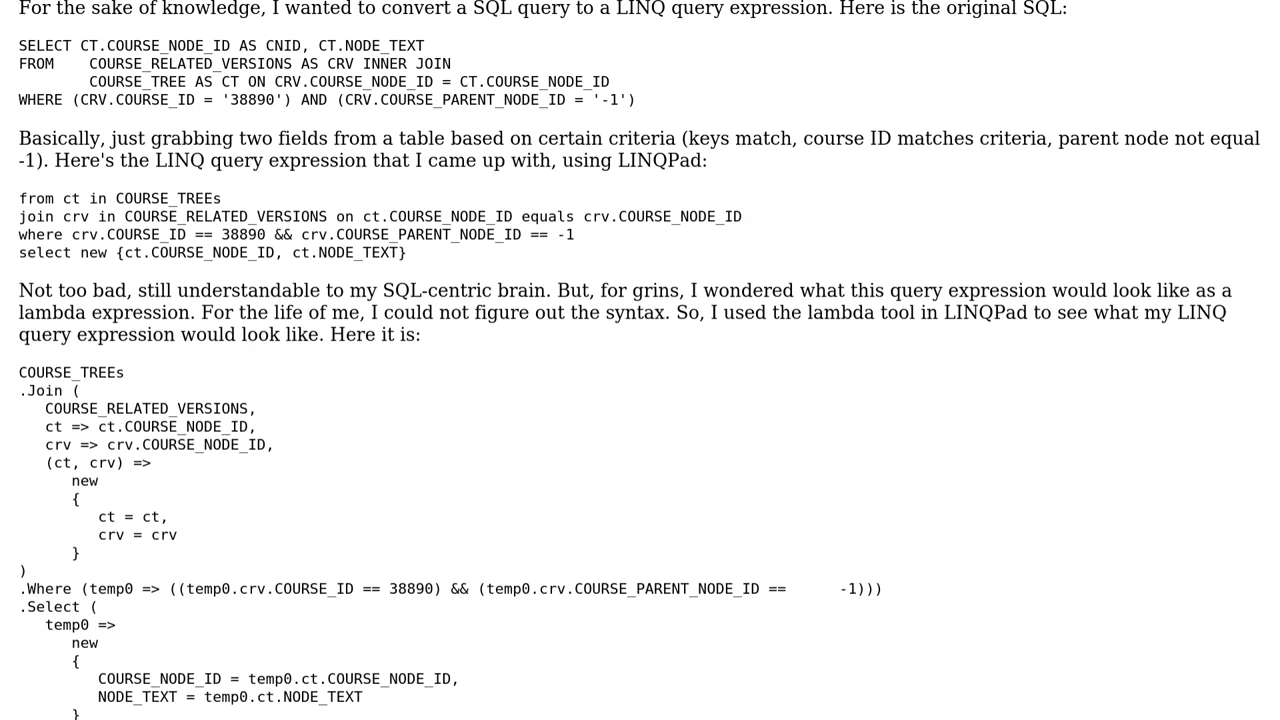 For the sake of knowledge, I wanted to convert a SQL query to a LINQ query expression. Here is the original SQL:
SELECT CT.COURSE_NODE_ID AS CNID, CT.NODE_TEXT
FROM    COURSE_RELATED_VERSIONS AS CRV INNER JOIN
        COURSE_TREE AS CT ON CRV.COURSE_NODE_ID = CT.COURSE_NODE_ID
WHERE (CRV.COURSE_ID = '38890') AND (CRV.COURSE_PARENT_NODE_ID = '-1')
Basically, just grabbing two fields from a table based on certain criteria (keys match, course ID matches criteria, parent node not equal
-1). Here's the LINQ query expression that I came up with, using LINQPad:
from ct in COURSE_TREEs
join crv in COURSE_RELATED_VERSIONS on ct.COURSE_NODE_ID equals crv.COURSE_NODE_ID
where crv.COURSE_ID == 38890 && crv.COURSE_PARENT_NODE_ID == -1
select new {ct.COURSE_NODE_ID, ct.NODE_TEXT}
Not too bad, still understandable to my SQL-centric brain. But, for grins, I wondered what this query expression would look like as a
lambda expression. For the life of me, I could not figure out the syntax. So, I used the lambda tool in LINQPad to see what my LINQ
query expression would look like. Here it is:
COURSE_TREEs
.Join (
   COURSE_RELATED_VERSIONS,
   ct => ct.COURSE_NODE_ID,
   crv => crv.COURSE_NODE_ID,
   (ct, crv) =>
      new
      {
         ct = ct,
         crv = crv
      }
)
.Where (temp0 => ((temp0.crv.COURSE_ID == 38890) && (temp0.crv.COURSE_PARENT_NODE_ID ==      -1)))
.Select (
   temp0 =>
      new
      {
         COURSE_NODE_ID = temp0.ct.COURSE_NODE_ID,
         NODE_TEXT = temp0.ct.NODE_TEXT
      }